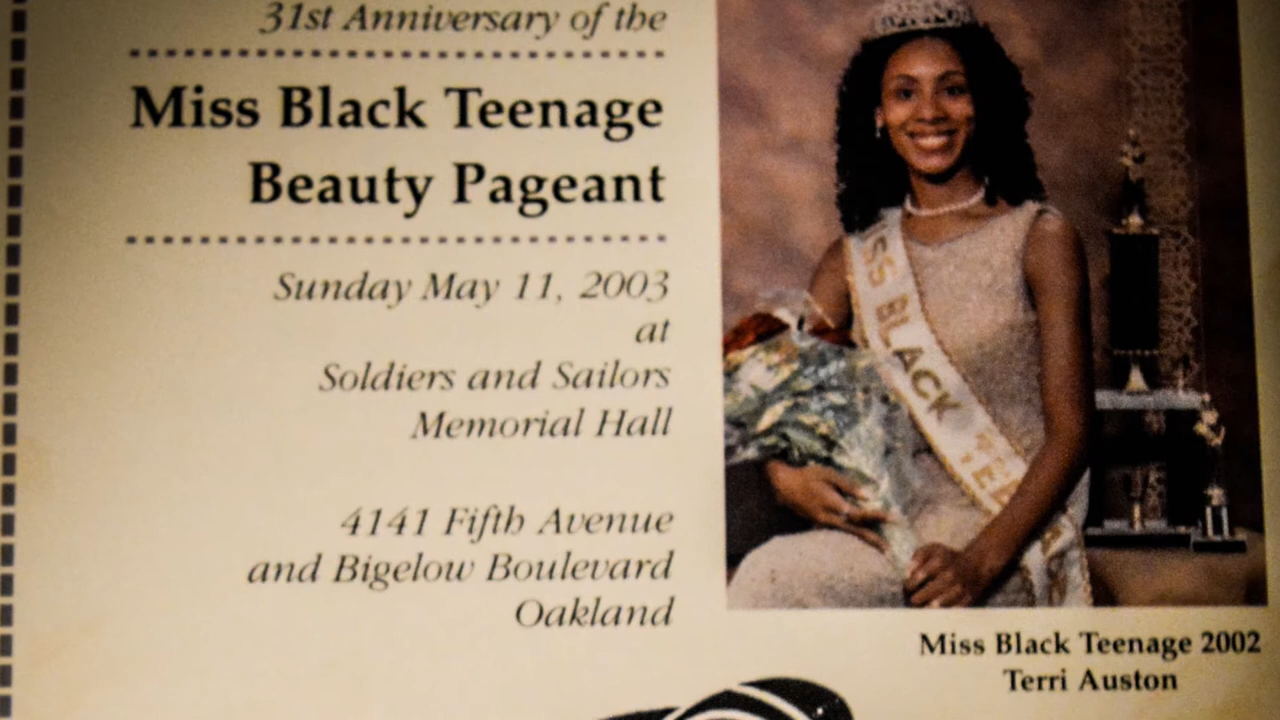 31st Anniversary of the
Miss Black Teenage
Beauty Pageant
Sunday May 11, 2003
at
Soldiers and Sailors
Memorial Hall
4141 Fifth Avenue
and Bigelow Boulevard
Oakland
BLACK
Miss Black Teenage 2002
Terri Auston